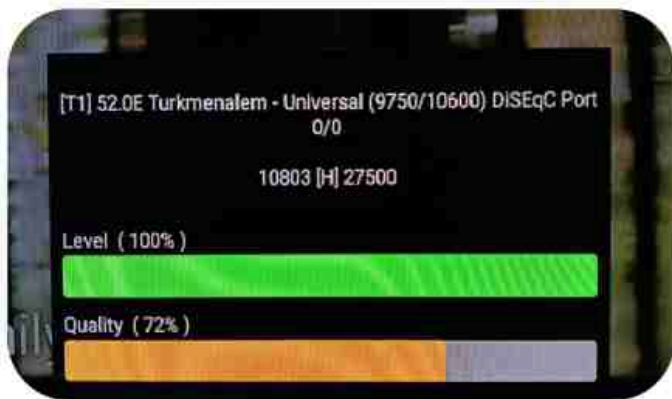 [T1] 52.0E Turkmenalem - Universal (9750/10600) DiSEqC Port
0/0
10803 [H] 27500
Level ( 100% )
Quality ( 72% )